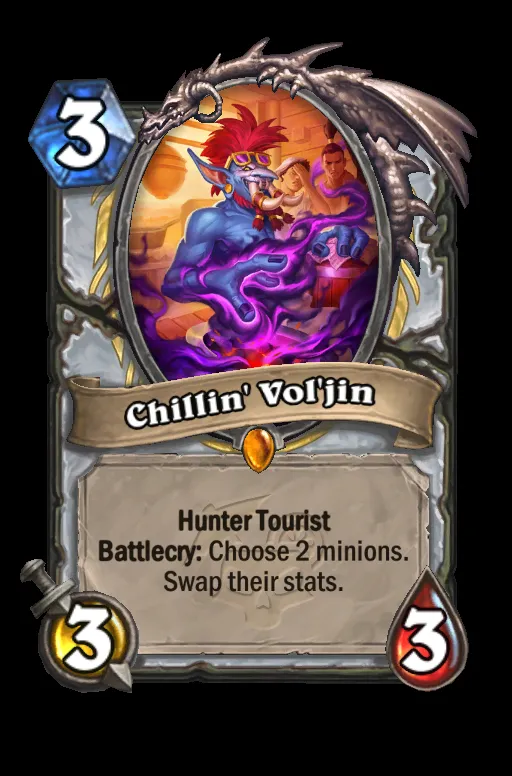 3
Chillin' Vol'jin
Hunter Tourist
Battlecry: Choose 2 minions.
Swap their stats.
3
3